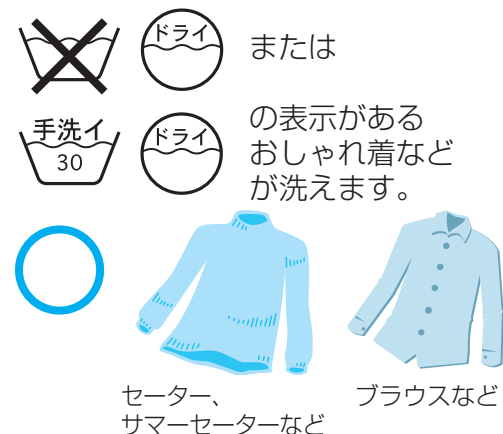 ドライ
または
手洗イ
30
ドライ
の表示がある
おしゃれ着など
が洗えます。
セーター、
サマーセーターなど
ブラウスなど